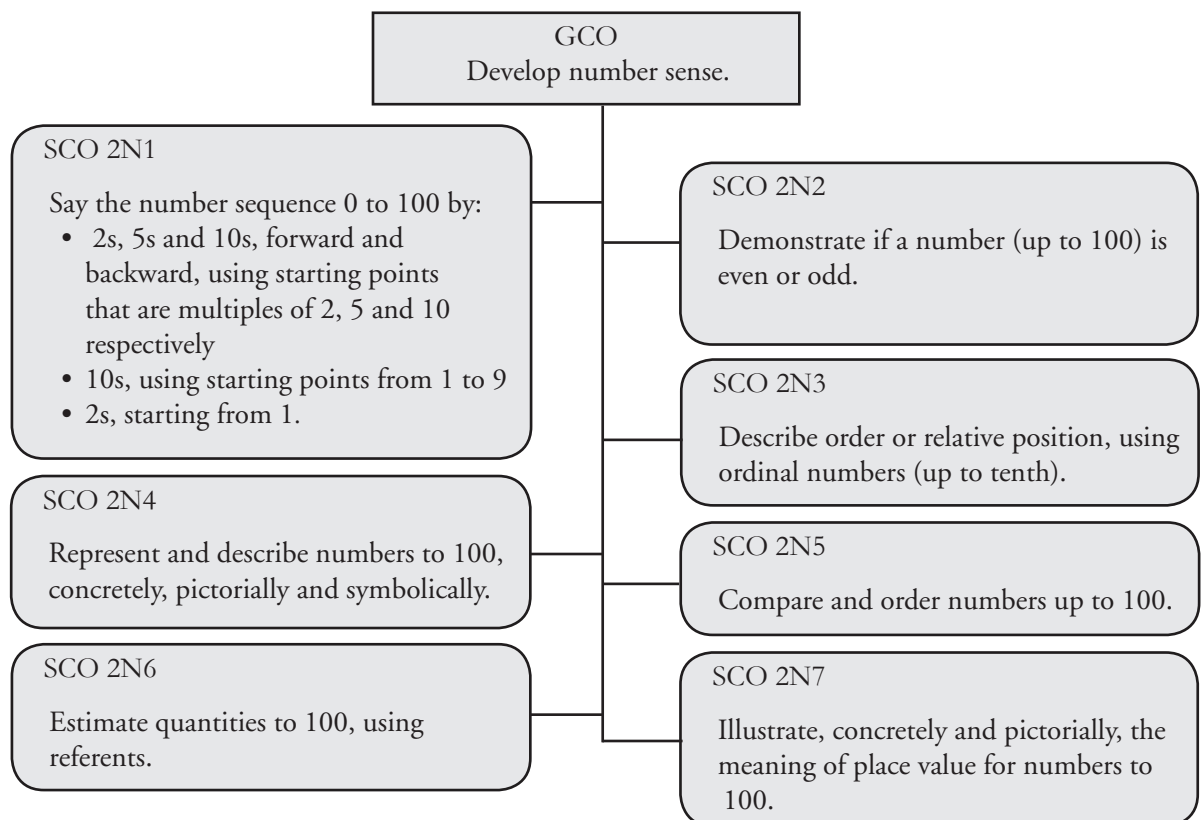 GCO
Develop number sense.
SCO 2N1
Say the number sequence 0 to 100 by:
• 2s, 5s and 10s, forward and
backward, using starting points
that are multiples of 2, 5 and 10
respectively
• 10s, using starting points from 1 to 9
• 2s, starting from 1.
SCO 2N2
Demonstrate if a number (up to 100) is
even or odd.
SCO 2N3
Describe order or relative position, using
ordinal numbers (up to tenth).
SCO 2N4
Represent and describe numbers to 100,
concretely, pictorially and symbolically.
SCO 2N5
Compare and order numbers up to 100.
SCO 2N6
Estimate quantities to 100, using
referents.
SCO 2N7
Illustrate, concretely and pictorially, the
meaning of place value for numbers to
100.